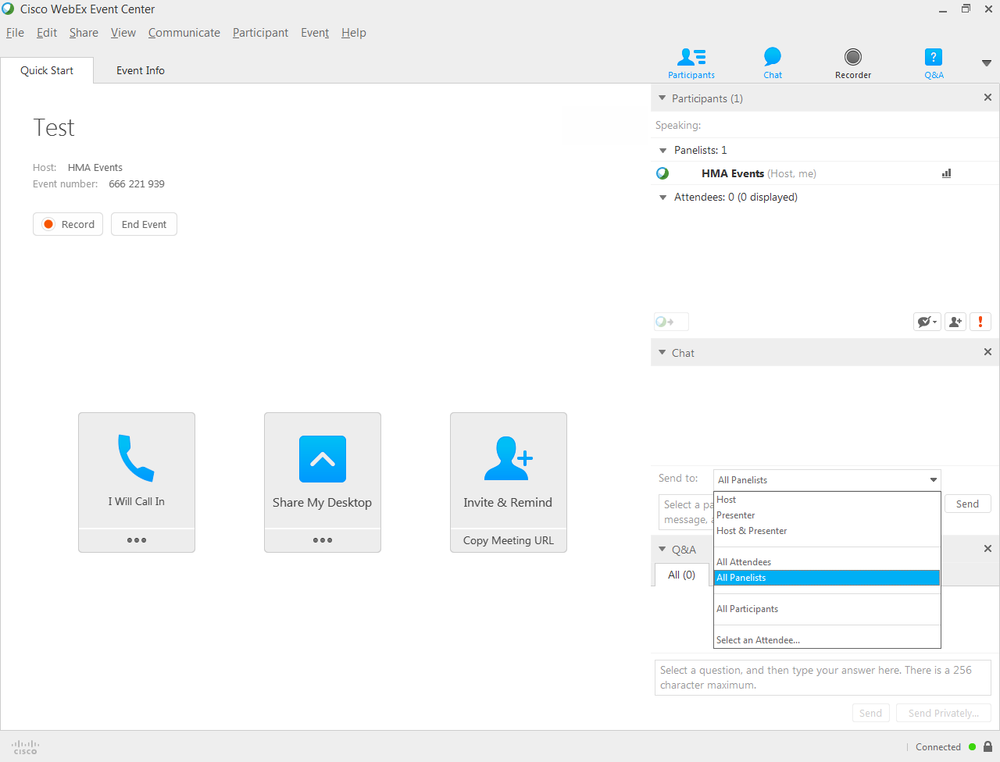 Cisco WebEx Event Center
File Edit Share View Communicate Participant Event Help
Quick Start
Event Info
Participants
Chat
Recorder
Q&A
Test
Host: HMA Events
Event number: 666 221 939
Record
End Event
I Will Call In
Share My Desktop
Invite & Remind
Copy Meeting URL
Participants (1)
Speaking:
Panelists: 1
HMA Events (Host, me)
Attendees: 0 (0 displayed)
Chat
Send to: All Panelists
Select a pa
message, a
Send
Host
Presenter
Host & Presenter
All Attendees
All Panelists
All Participants
Select an Attendee...
Q&A
All (0)
Select a question, and then type your answer here. There is a 256
character maximum.
Send
Send Privately...
CISCO
Connected